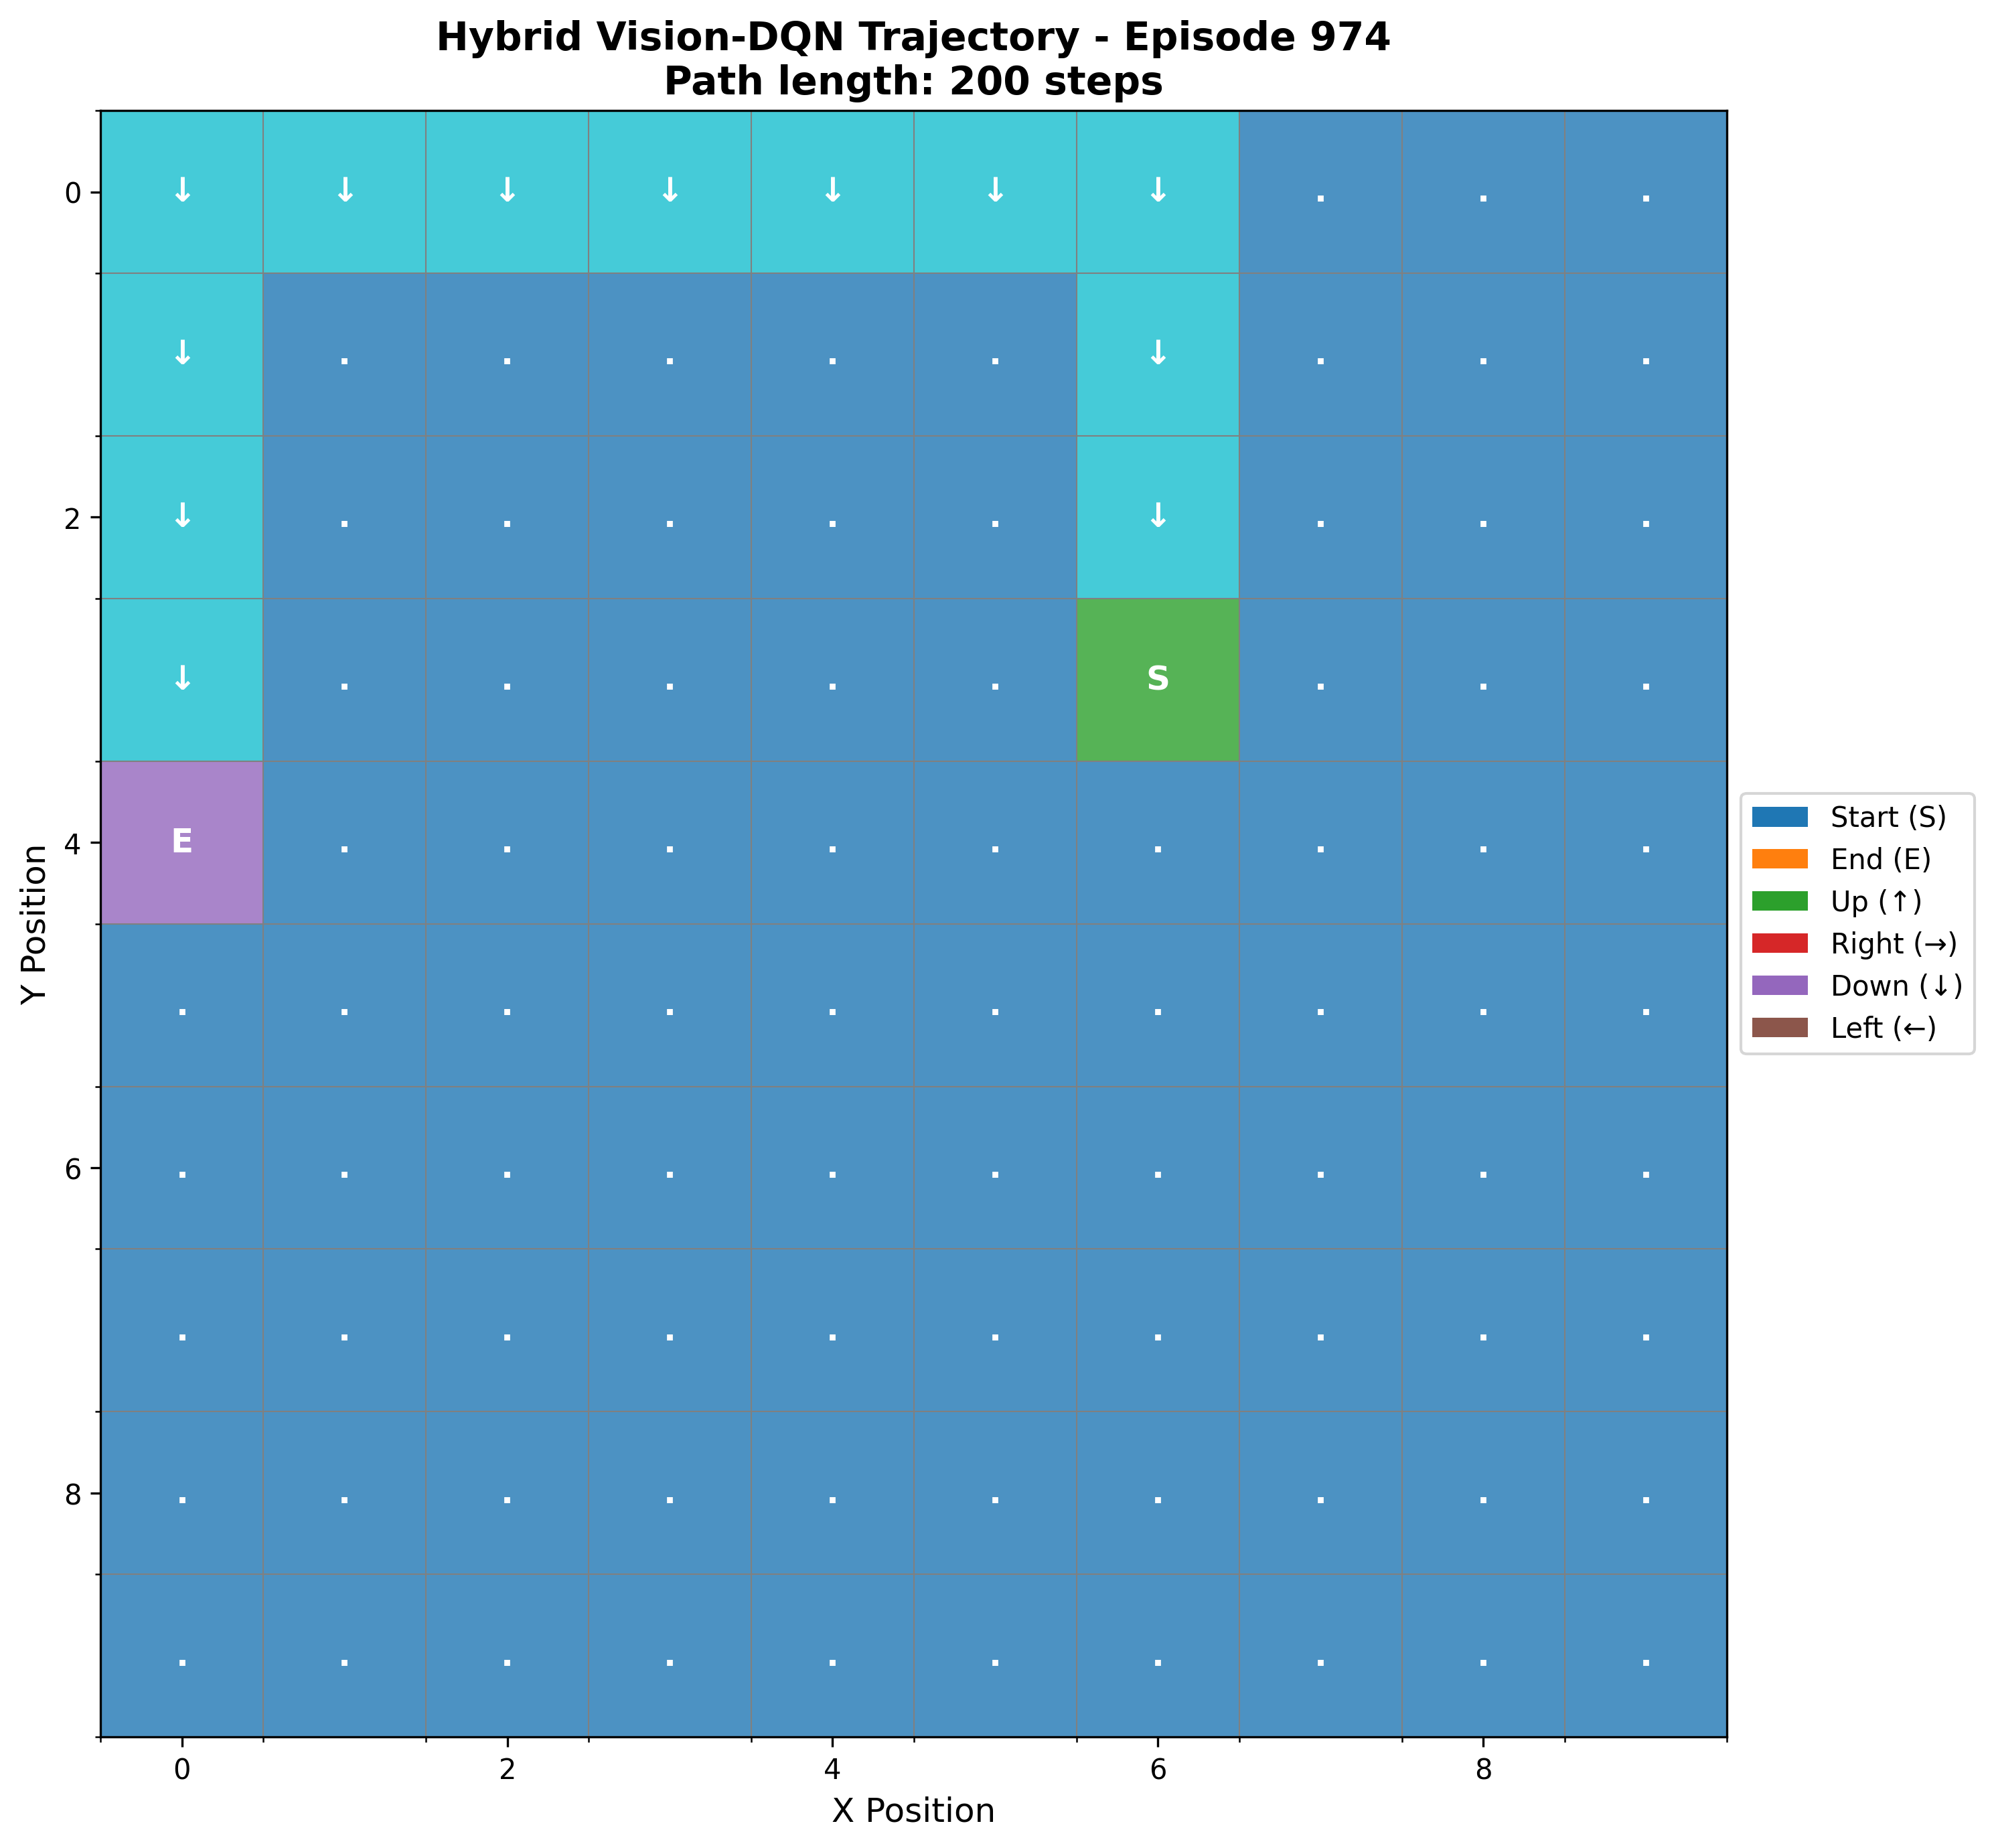 Hybrid Vision-DQN Trajectory - Episode 974
Path length: 200 steps
0 ↓ ↓ ↓ ↓ ↓ ↓ ↓ . . .
↓ . . . . . ↓ . . .
2 ↓ . . . . . ↓ . . .
↓ . . . . . S . . .
4 E . . . . . . . . .
. . . . . . . . . .
6 . . . . . . . . . .
. . . . . . . . . .
8 . . . . . . . . . .
. . . . . . . . . .
0 2 4 6 8
X Position
Y Position
Start (S)
End (E)
Up (↑)
Right (→)
Down (↓)
Left (←)